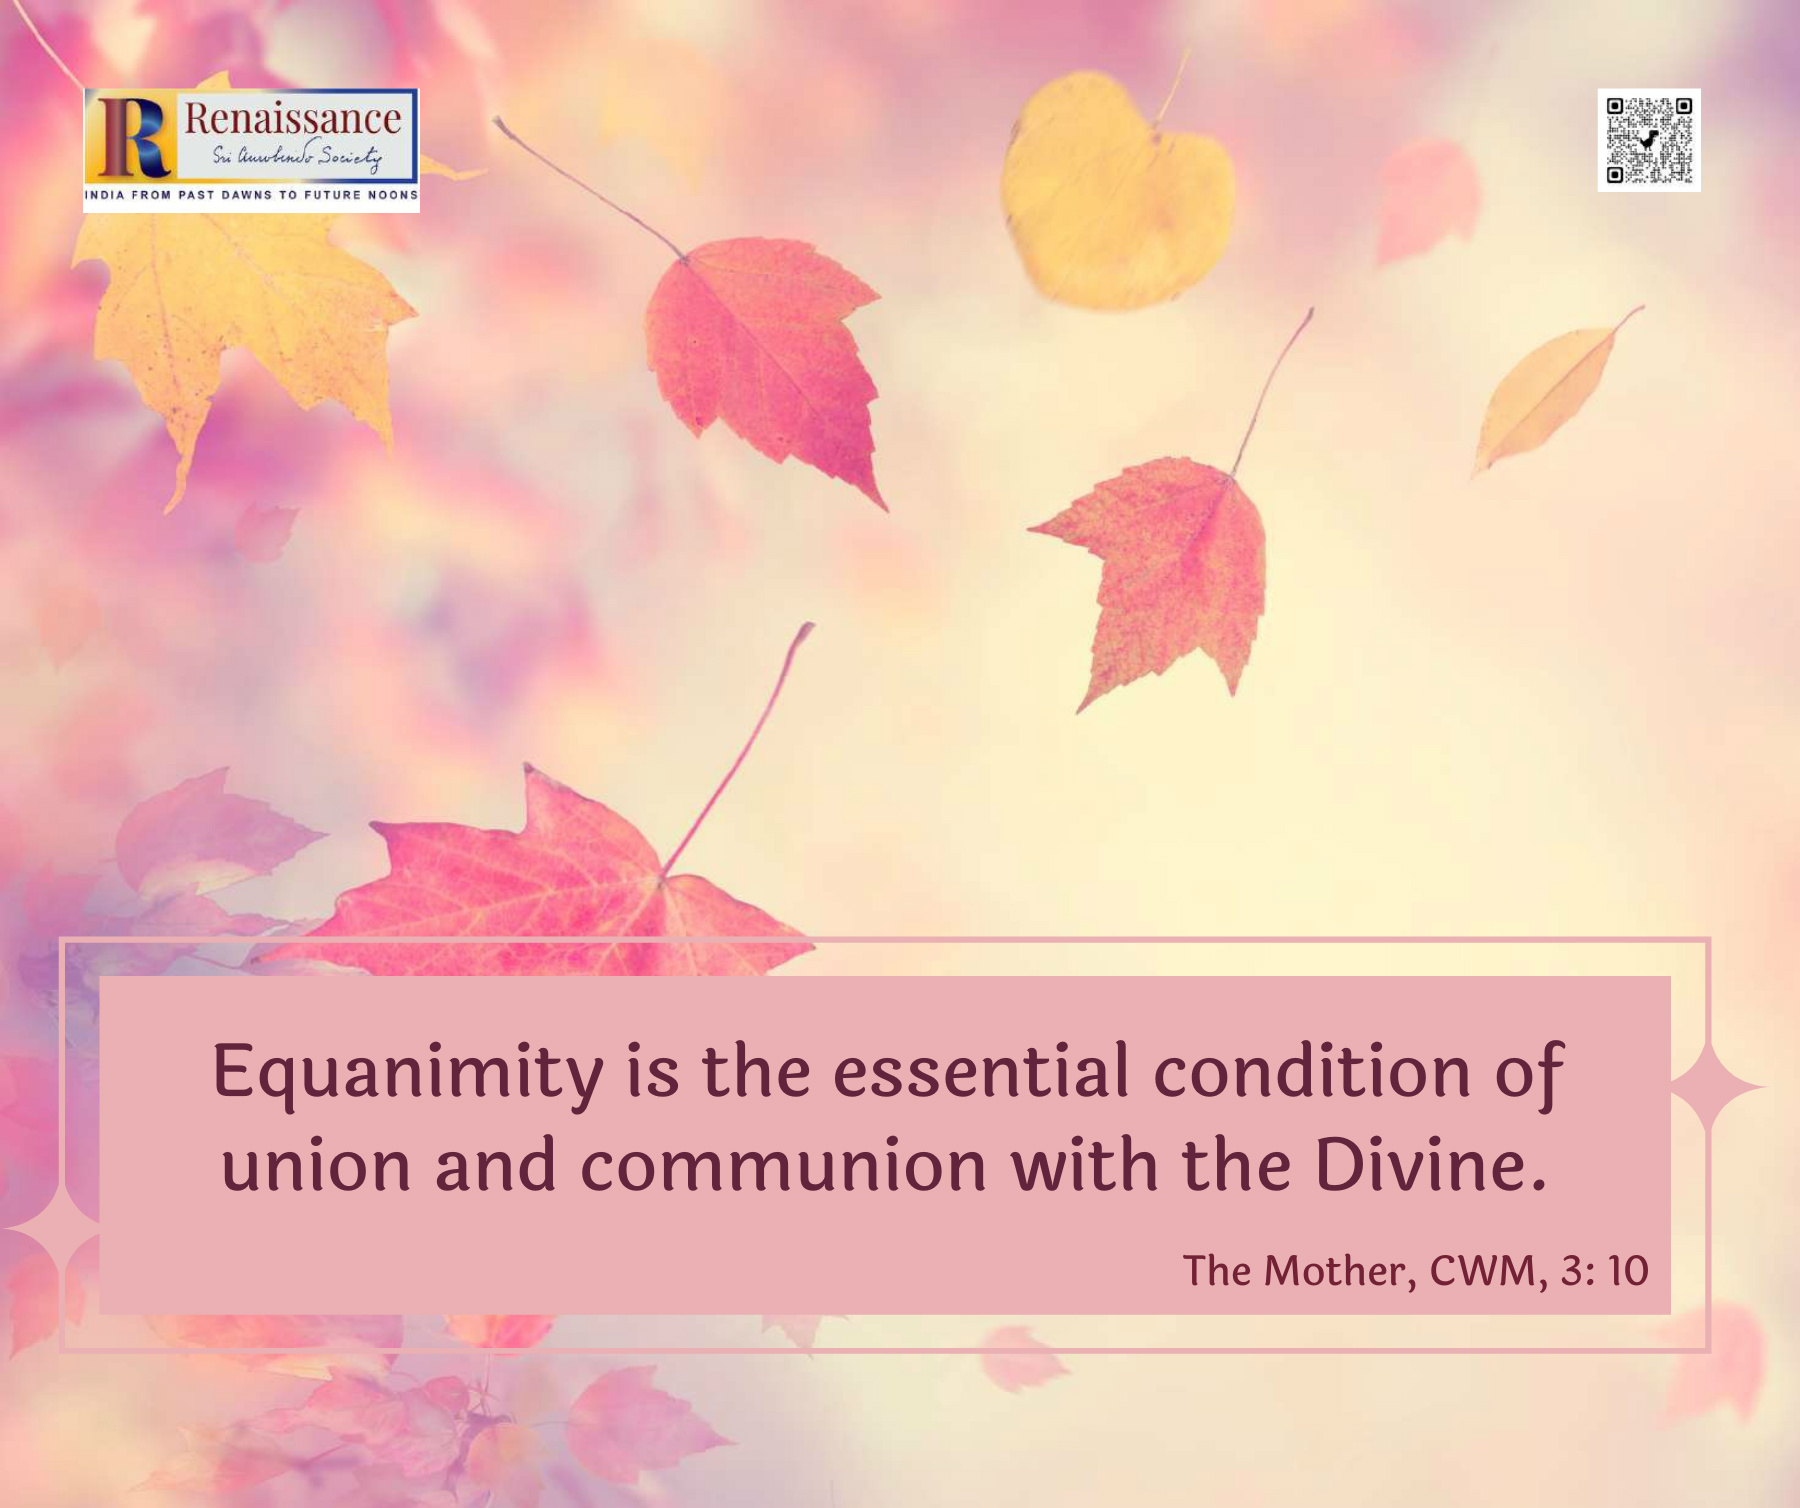 Renaissance
Sri Aurobindo Society
INDIA FROM PAST DAWNS TO FUTURE NOONS
Equanimity is the essential condition of
union and communion with the Divine.
The Mother, CWM, 3: 10